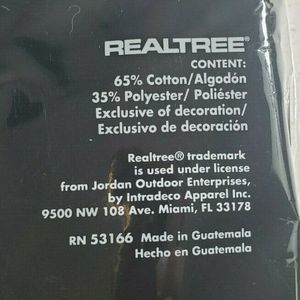 REALTREE®
CONTENT:
65% Cotton/Algodón
35% Polyester/ Poliéster
Exclusive of decoration/
Exclusivo de decoración
Realtree® trademark
is used under license
from Jordan Outdoor Enterprises,
by Intradeco Apparel Inc.
9500 NW 108 Ave. Miami, FL 33178
RN 53166 Made in Guatemala
Hecho en Guatemala